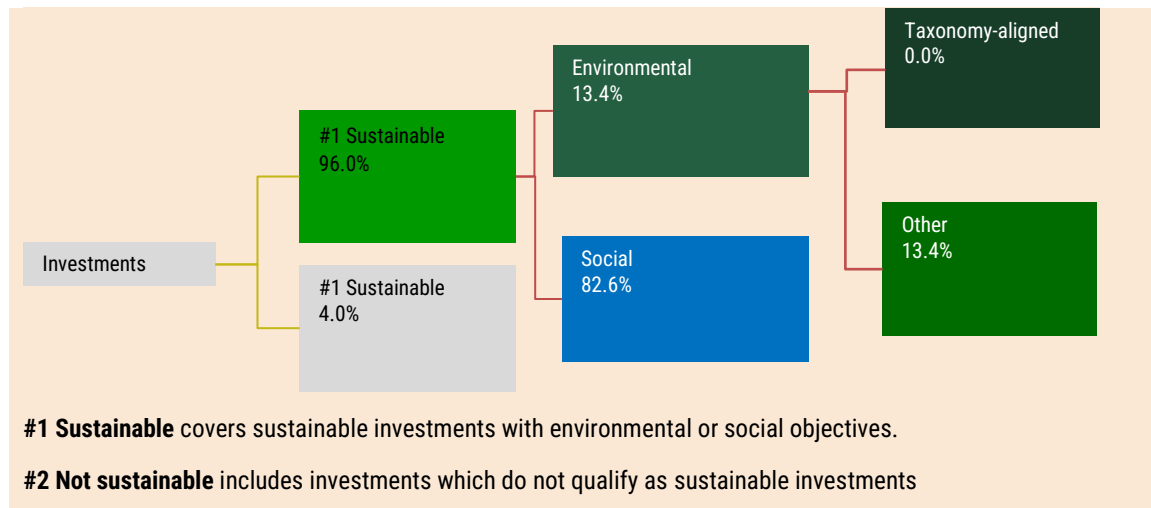 Taxonomy-aligned
0.0%
Environmental
13.4%
#1 Sustainable
96.0%
Other
13.4%
Investments
Social
82.6%
#1 Sustainable
4.0%
#1 Sustainable covers sustainable investments with environmental or social objectives.
#2 Not sustainable includes investments which do not qualify as sustainable investments